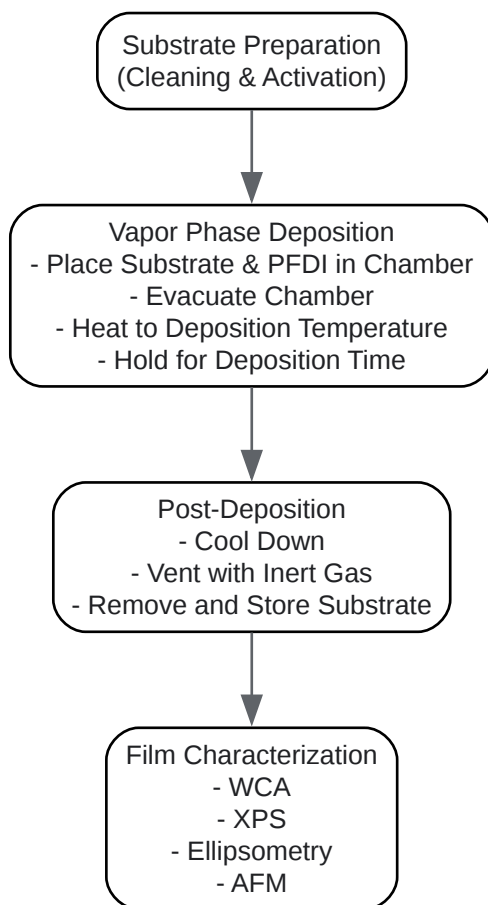 Substrate Preparation
(Cleaning & Activation)
Vapor Phase Deposition
- Place Substrate & PFDI in Chamber
- Evacuate Chamber
- Heat to Deposition Temperature
- Hold for Deposition Time
Post-Deposition
- Cool Down
- Vent with Inert Gas
- Remove and Store Substrate
Film Characterization
- WCA
- XPS
- Ellipsometry
- AFM